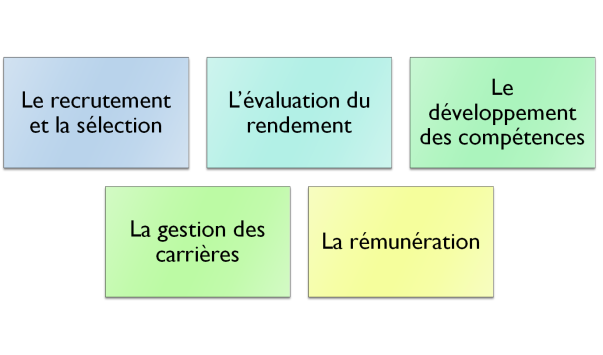 Le recrutement
et la sélection
L’évaluation du
rendement
Le
développement
des compétences
La gestion des
carrières
La rémunération